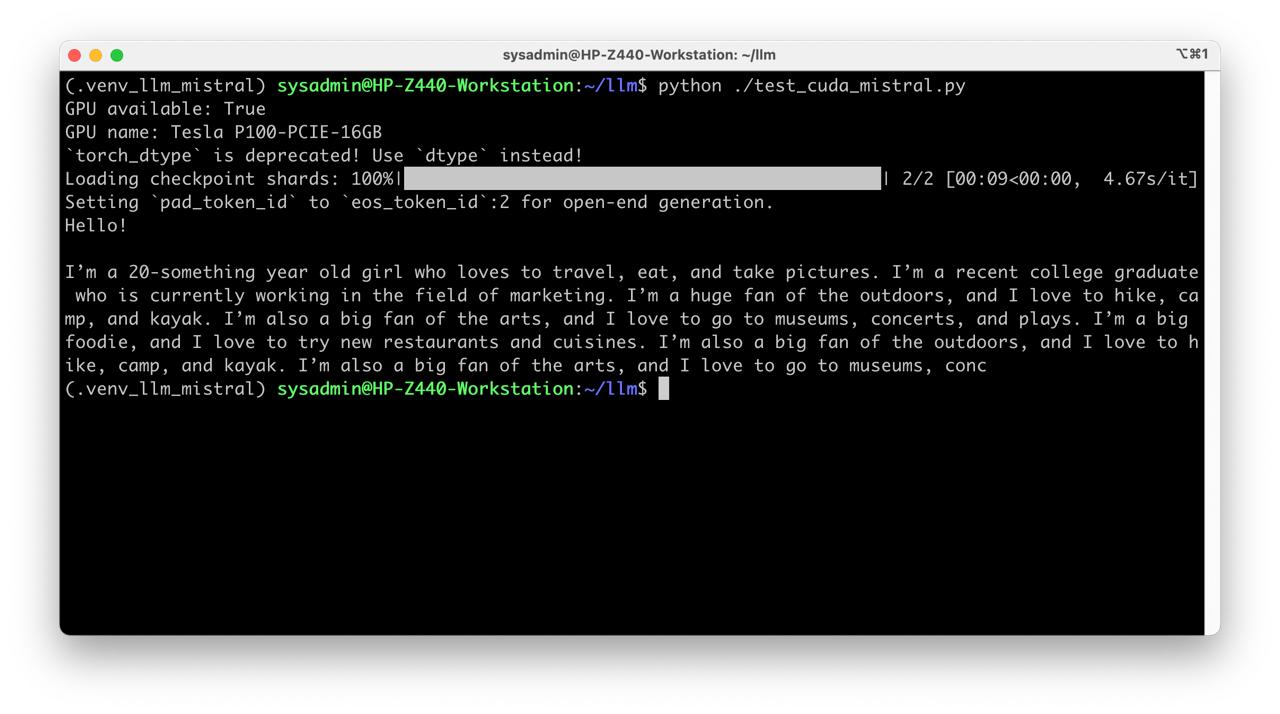 sysadmin@HP-Z440-Workstation: ~/llm
⌥⌘1
(.venv_llm_mistral) sysadmin@HP-Z440-Workstation:~/llm$ python ./test_cuda_mistral.py
GPU available: True
GPU name: Tesla P100-PCIE-16GB
`torch_dtype` is deprecated! Use `dtype` instead!
Loading checkpoint shards: 100%|██████████| 2/2 [00:09<00:00,  4.67s/it]
Setting `pad_token_id` to `eos_token_id`:2 for open-end generation.
Hello!

I’m a 20-something year old girl who loves to travel, eat, and take pictures. I’m a recent college graduate
 who is currently working in the field of marketing. I’m a huge fan of the outdoors, and I love to hike, ca
mp, and kayak. I’m also a big fan of the arts, and I love to go to museums, concerts, and plays. I’m a big
foodie, and I love to try new restaurants and cuisines. I’m also a big fan of the outdoors, and I love to h
ike, camp, and kayak. I’m also a big fan of the arts, and I love to go to museums, conc
(.venv_llm_mistral) sysadmin@HP-Z440-Workstation:~/llm$